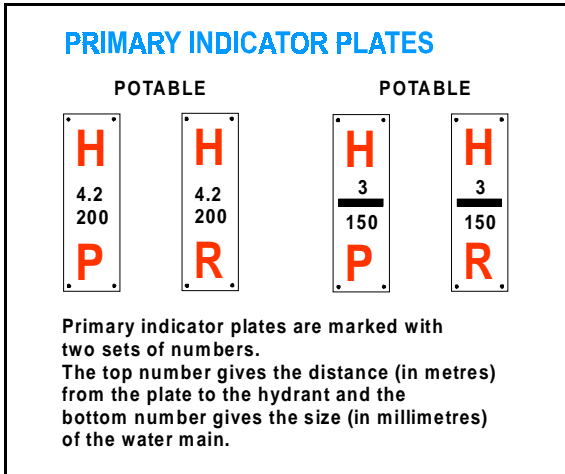 PRIMARY INDICATOR PLATES
POTABLE
POTABLE
H
4.2
200
P
H
4.2
200
R
H
3
150
P
H
3
150
R
Primary indicator plates are marked with
two sets of numbers.
The top number gives the distance (in metres)
from the plate to the hydrant and the
bottom number gives the size (in millimetres)
of the water main.